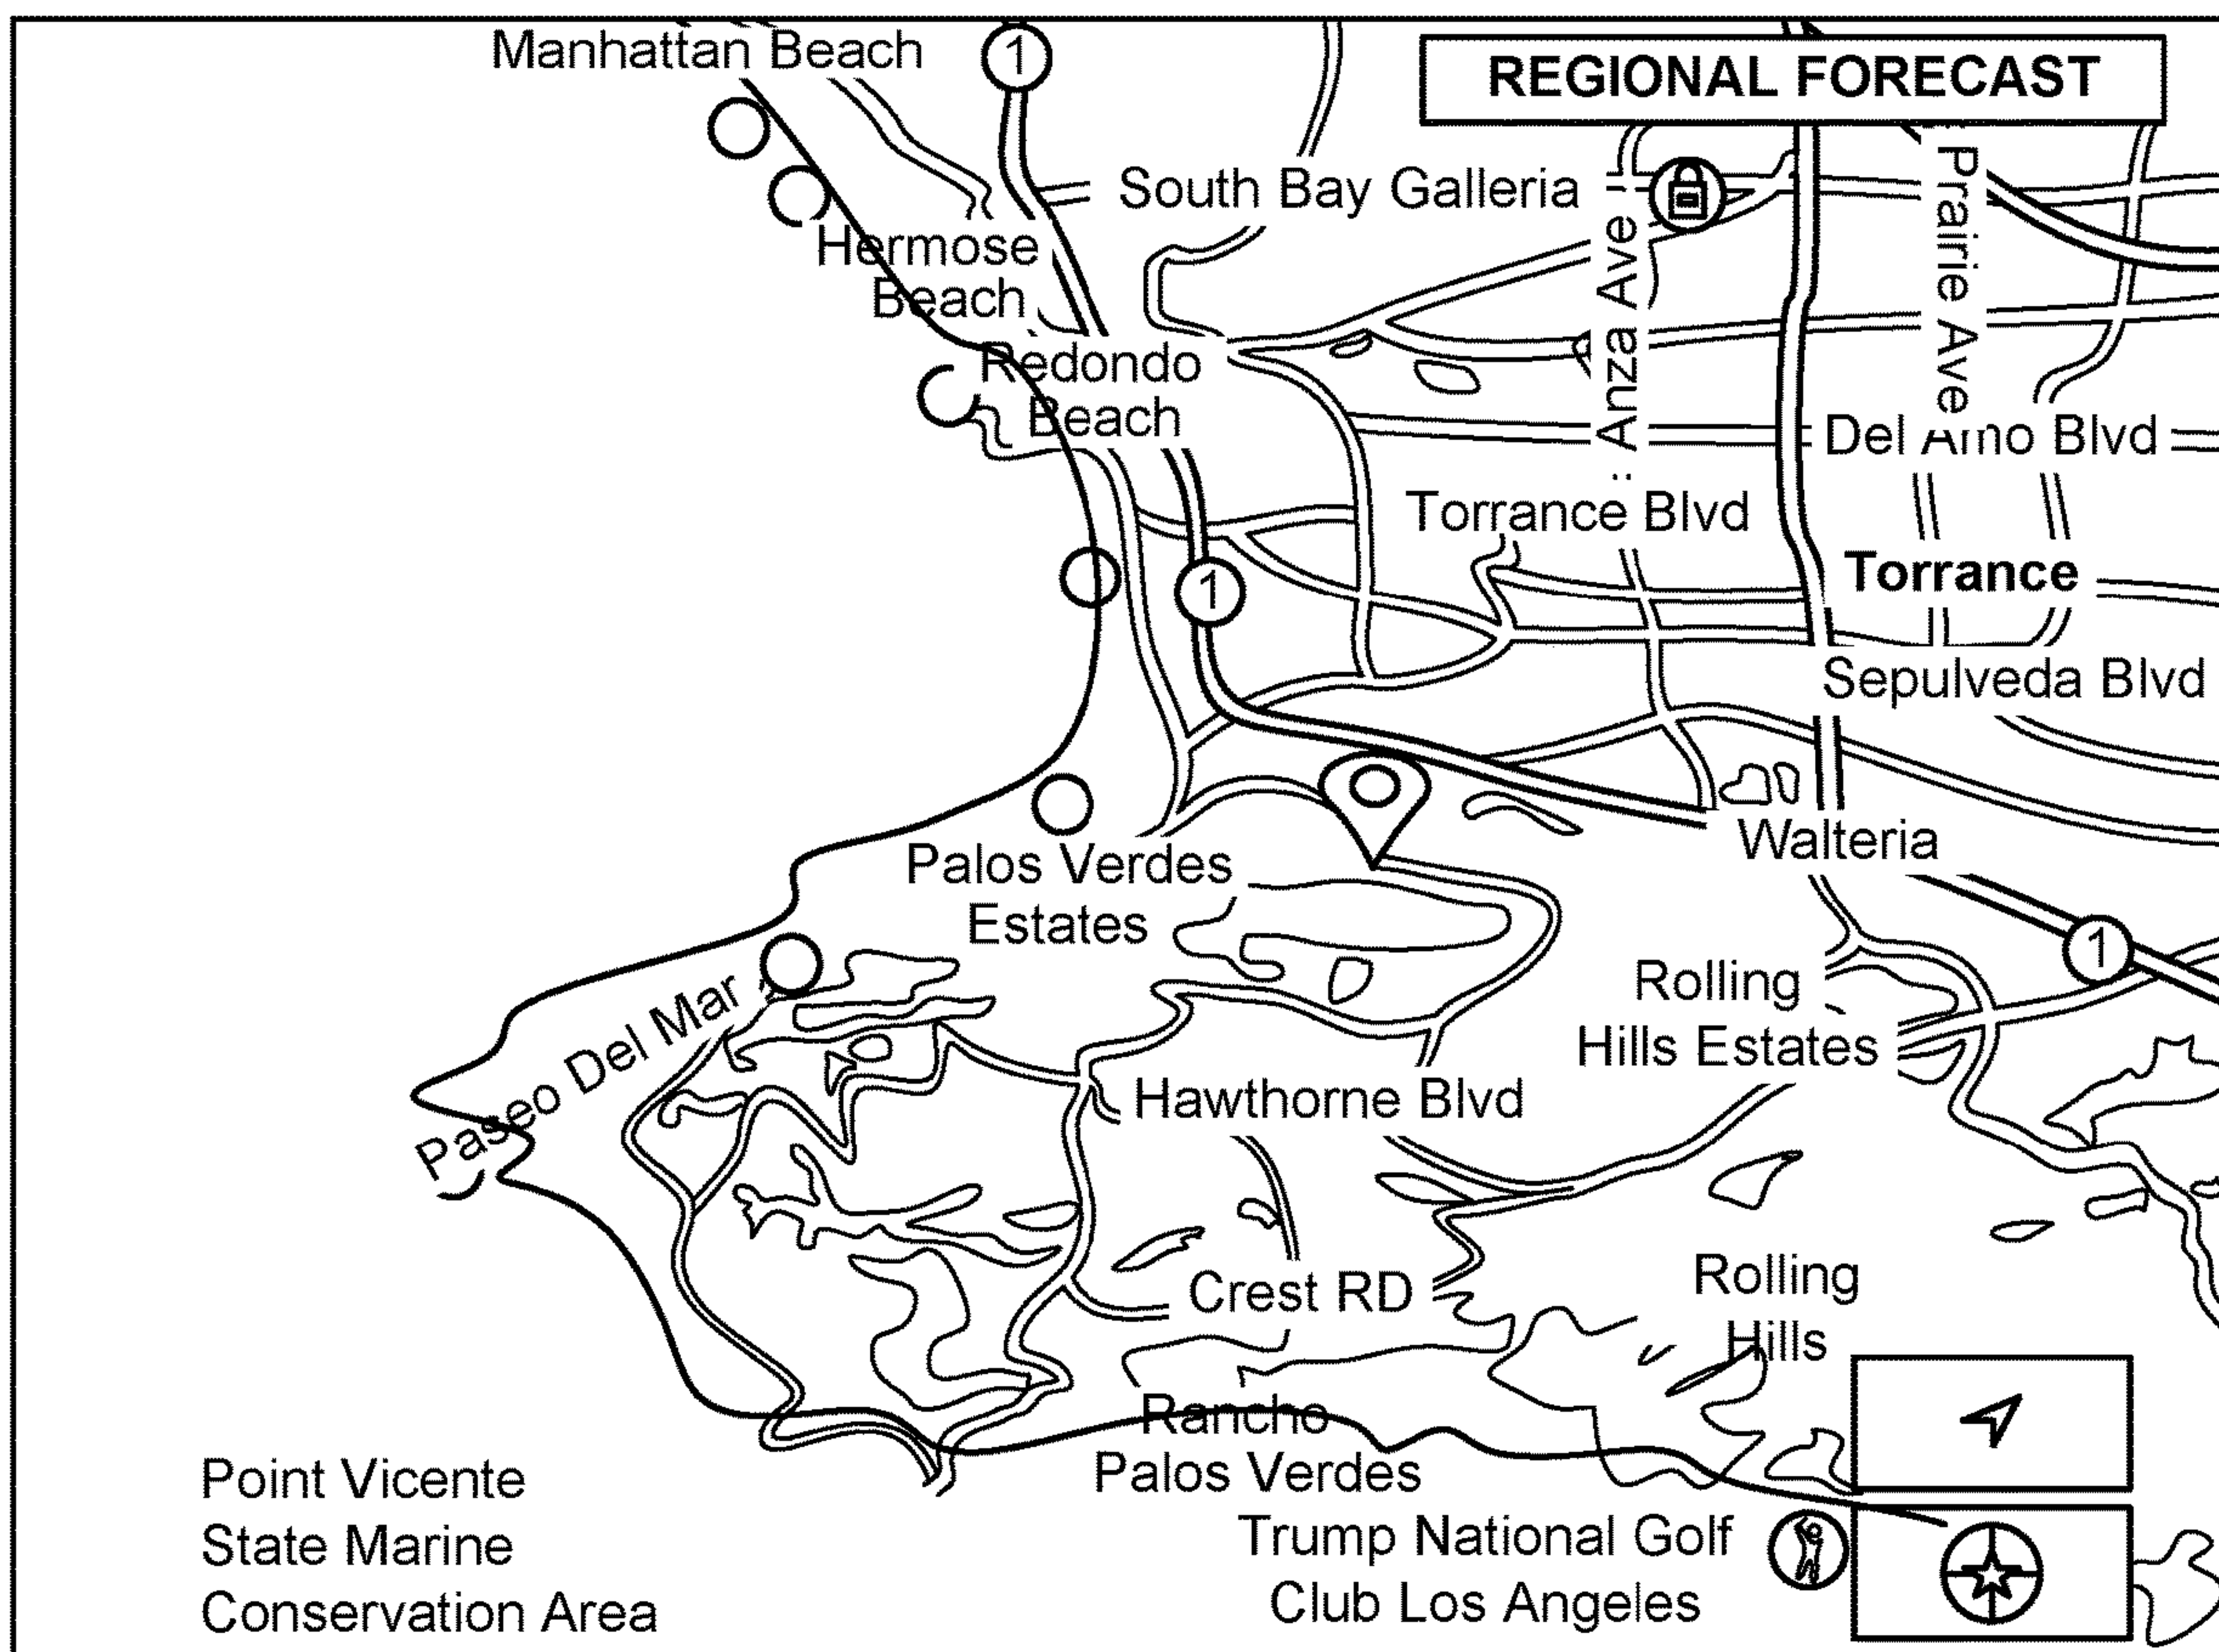 Manhattan Beach
1
REGIONAL FORECAST
South Bay Galleria
Anza Ave
Prairie Ave
Hermose
Beach
Redondo
Beach
Del Amo Blvd
Torrance Blvd
1
Torrance
Sepulveda Blvd
Walteria
Palos Verdes
Estates
1
Rolling
Hills Estates
Paseo Del Mar
Hawthorne Blvd
Crest RD
Rolling
Hills
Rancho
Palos Verdes
Point Vicente
State Marine
Conservation Area
Trump National Golf
Club Los Angeles